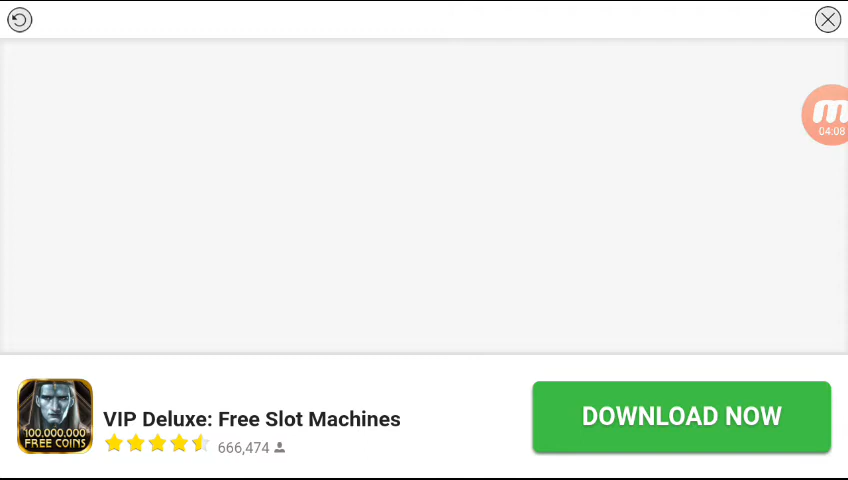 m
04:08
100,000,000
FREE COINS
VIP Deluxe: Free Slot Machines
666,474
DOWNLOAD NOW